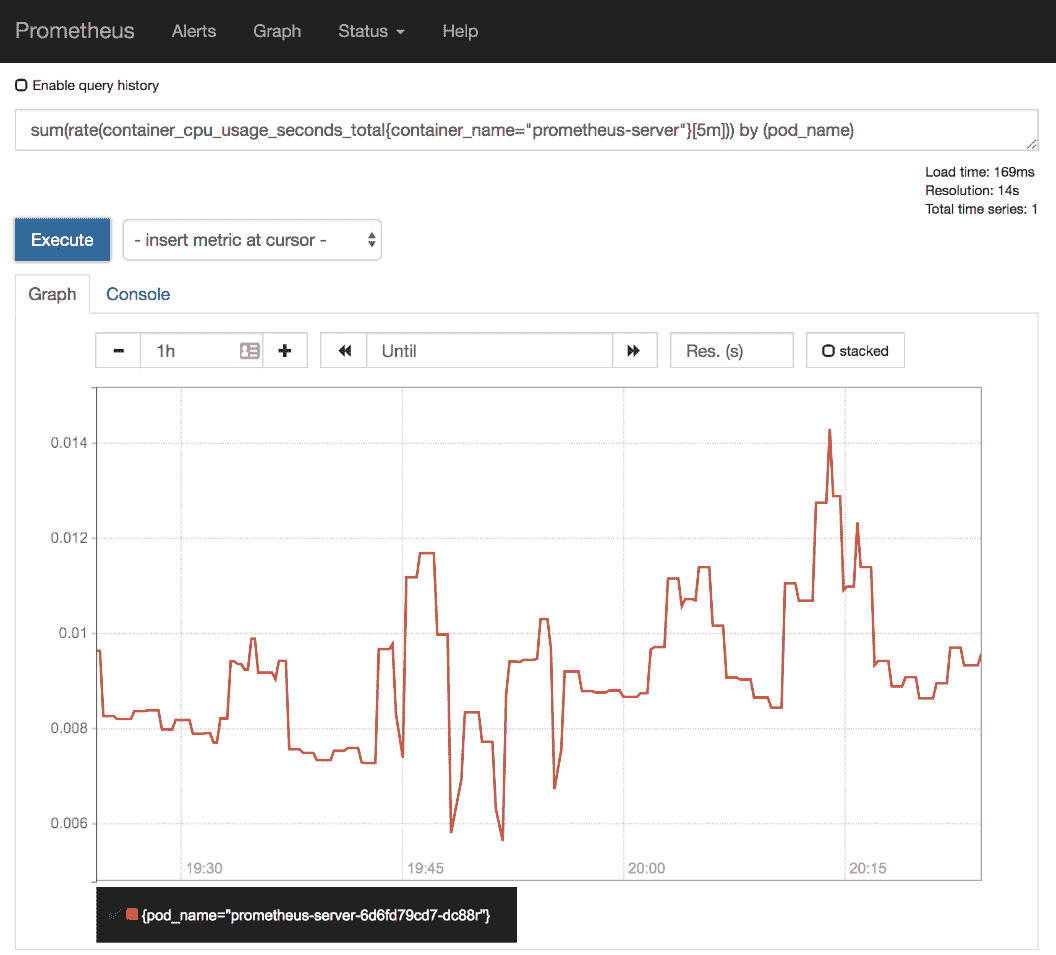 Prometheus Alerts Graph Status Help
Enable query history
sum(rate(container_cpu_usage_seconds_total{container_name="prometheus-server"}[5m])) by (pod_name)
Load time: 169ms
Resolution: 14s
Total time series: 1
Execute - insert metric at cursor -
Graph Console
1h Until Res. (s) stacked
0.014
0.012
0.01
0.008
0.006
19:30 19:45 20:00 20:15
{pod_name="prometheus-server-6d6fd79cd7-dc88r"}